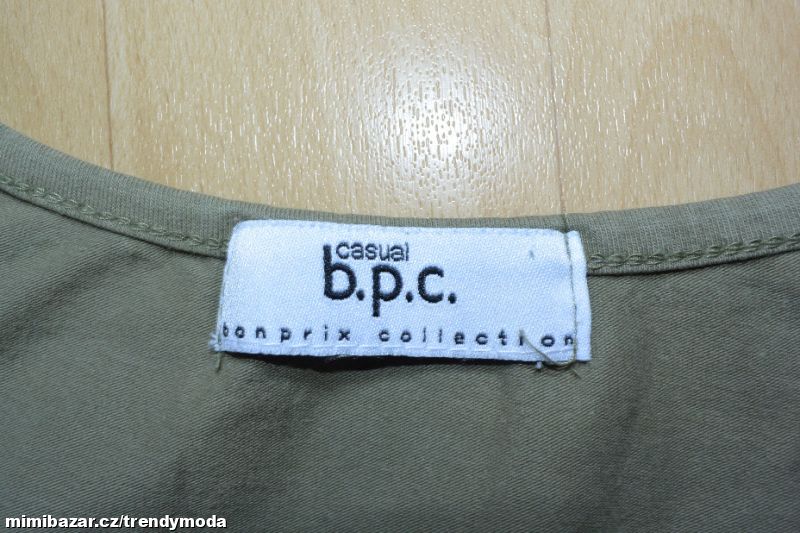 casual
b.p.c.
bonprix collection
mimibazar.cz/trendymoda